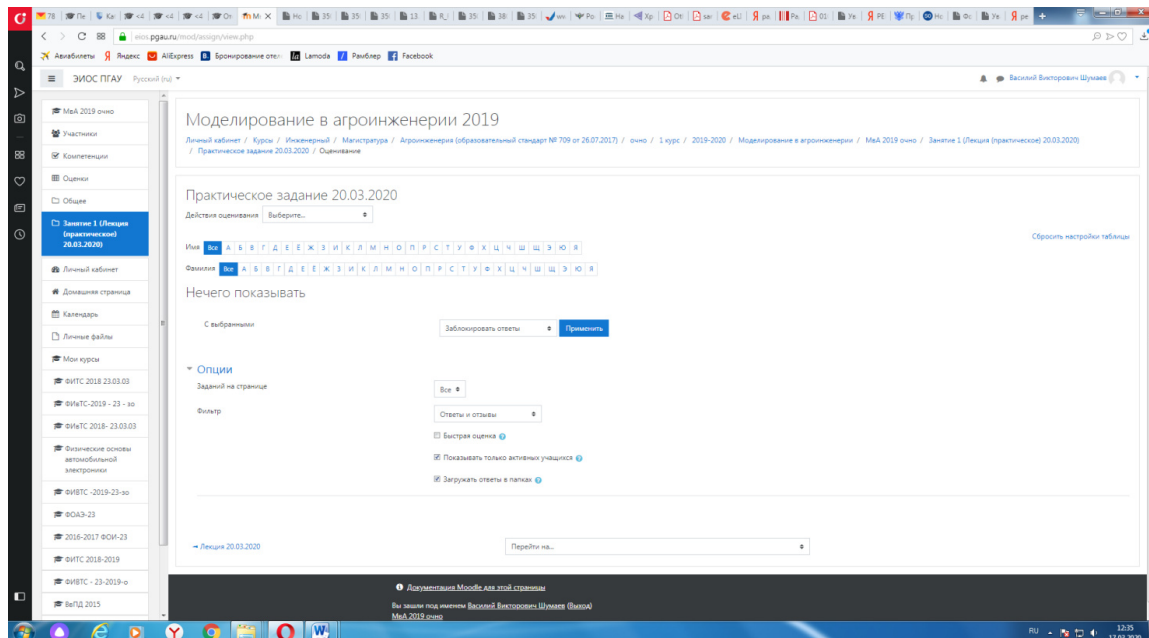 eios.pgau.ru/mod/assign/view.php
Авиабилеты Яндекс AliExpress Бронирование отел Lamoda Рамблер Facebook
ЭИОС ПГАУ Русский (ru)
Василий Викторович Шумаев
МвА 2019 очно
Участники
Компетенции
Оценки
Общее
Занятие 1 (Лекция
(практическое)
20.03.2020)
Личный кабинет
Домашняя страница
Календарь
Личные файлы
Мои курсы
ФИТС 2018 23.03.03
ФИвТС-2019 - 23 - зо
ФИвТС 2018- 23.03.03
Физические основы
автомобильной
электроники
ФИВТС -2019-23-зо
ФОАЭ-23
2016-2017 ФОИ-23
ФИТС 2018-2019
ФИВТС - 23-2019-о
ВвПД 2015
Моделирование в агроинженерии 2019
Личный кабинет / Курсы / Инженерный / Магистратура / Агроинженерия (образовательный стандарт № 709 от 26.07.2017) / очно / 1 курс / 2019-2020 / Моделирование в агроинженерии / МвА 2019 очно / Занятие 1 (Лекция (практическое) 20.03.2020)
/ Практическое задание 20.03.2020 / Оценивание
Практическое задание 20.03.2020
Действия оценивания Выберите...
Сбросить настройки таблицы
Имя Все А Б В Г Д Е Ё Ж З И К Л М Н О П Р С Т У Ф Х Ц Ч Ш Щ Э Ю Я
Фамилия Все А Б В Г Д Е Ё Ж З И К Л М Н О П Р С Т У Ф Х Ц Ч Ш Щ Э Ю Я
Нечего показывать
С выбранными Заблокировать ответы Применить
Опции
Заданий на странице Все
Фильтр Ответы и отзывы
Быстрая оценка
Показывать только активных учащихся
Загружать ответы в папках
Лекция 20.03.2020 Перейти на...
Документация Moodle для этой страницы
Вы зашли под именем Василий Викторович Шумаев (Выход)
МвА 2019 очно
RU 12:35
17.03.2020